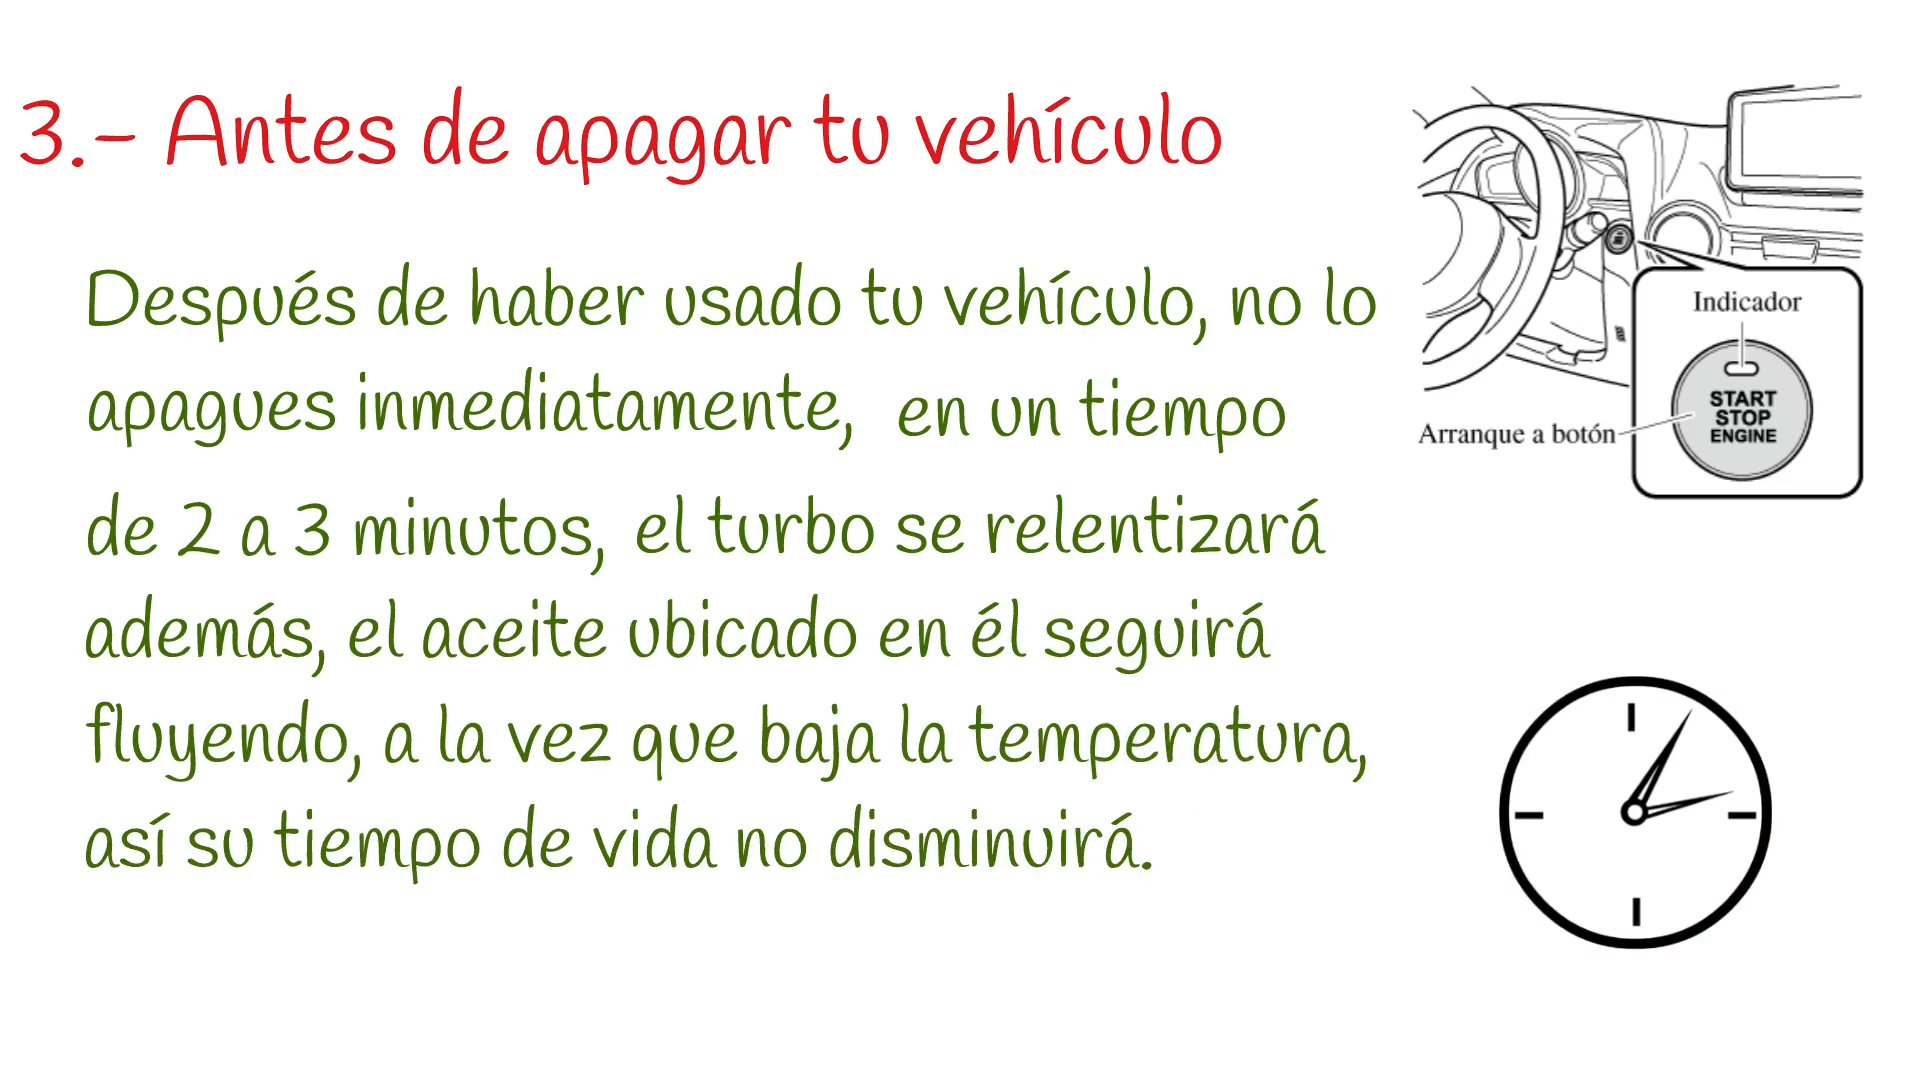 3.- Antes de apagar tu vehículo
Después de haber usado tu vehículo, no lo
apagues inmediatamente, en un tiempo
de 2 a 3 minutos, el turbo se relentizará
además, el aceite ubicado en él seguirá
fluyendo, a la vez que baja la temperatura,
así su tiempo de vida no disminuirá.
Indicador
START
STOP
ENGINE
Arranque a botón